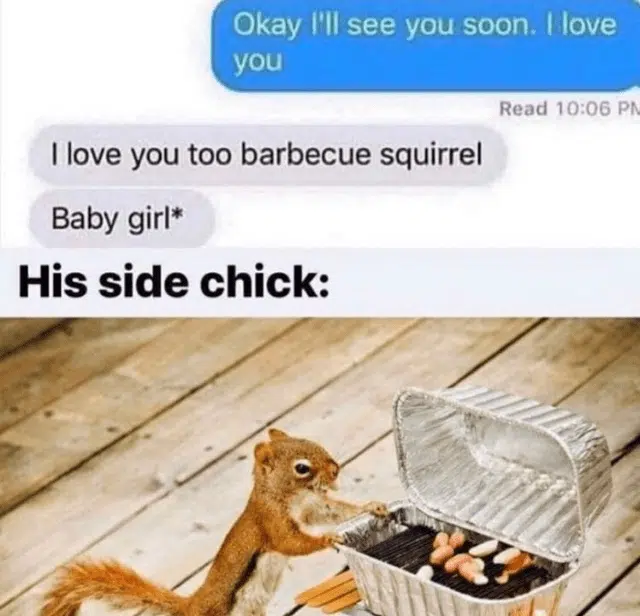 Okay I'll see you soon. I love
you
Read 10:06 PM
I love you too barbecue squirrel
Baby girl*
His side chick: